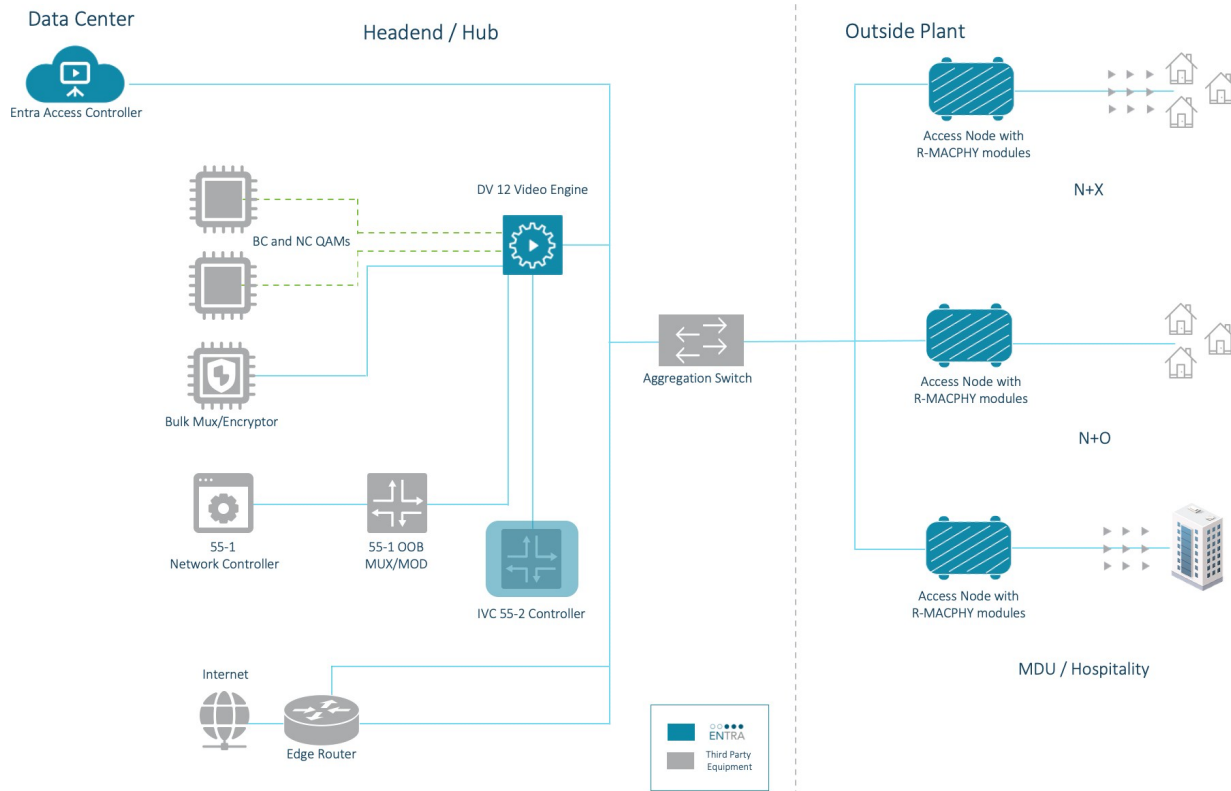 Data Center
Headend / Hub
Outside Plant
Entra Access Controller
Access Node with
R-MACPHY modules
N+X
DV 12 Video Engine
BC and NC QAMs
Aggregation Switch
Access Node with
R-MACPHY modules
N+O
Bulk Mux/Encryptor
55-1
Network Controller
55-1 OOB
MUX/MOD
IVC 55-2 Controller
Access Node with
R-MACPHY modules
MDU / Hospitality
Internet
Edge Router
ENTRA
Third Party
Equipment